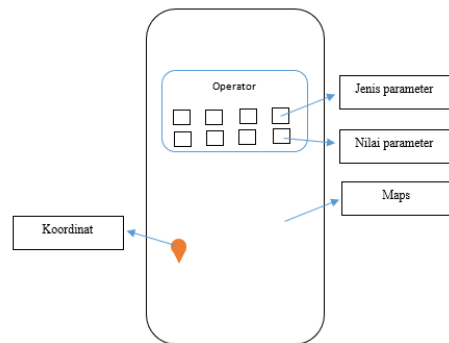 Operator
Jenis parameter
Nilai parameter
Maps
Koordinat